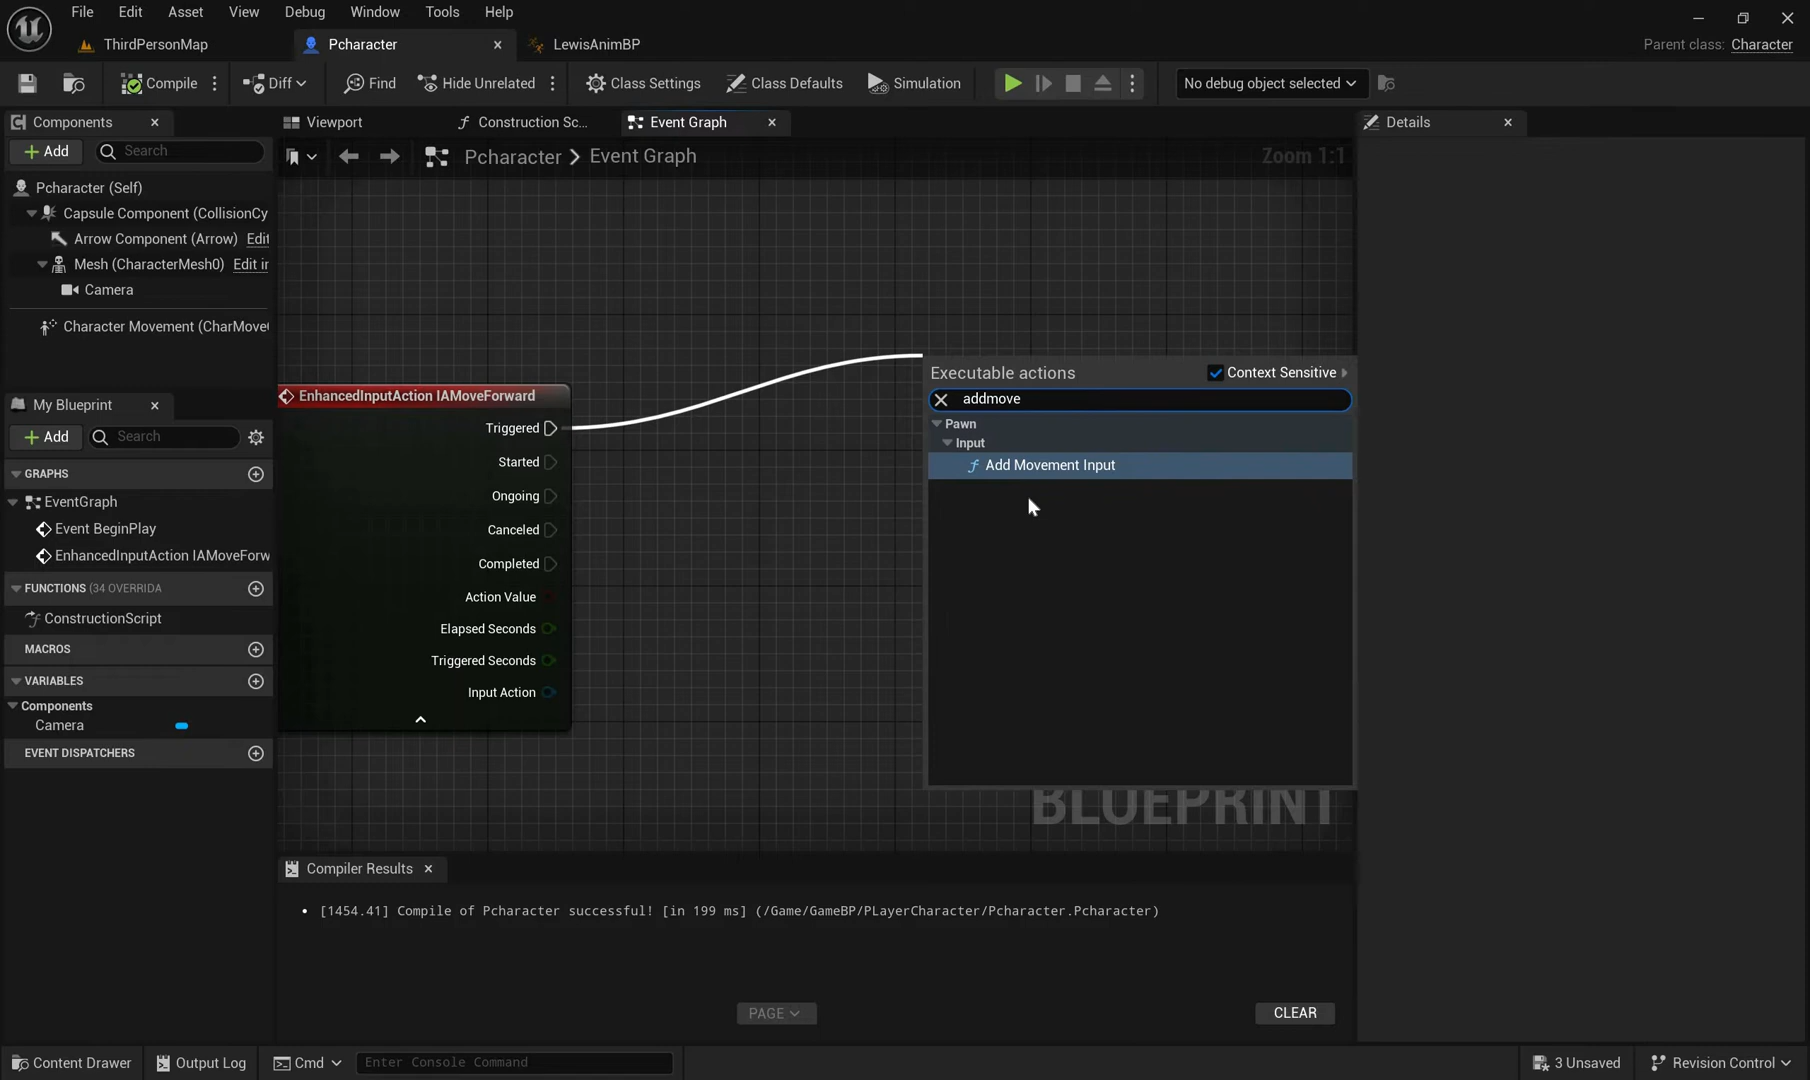 File Edit Asset View Debug Window Tools Help
ThirdPersonMap Pcharacter LewisAnimBP Parent class: Character
Compile Diff Find Hide Unrelated Class Settings Class Defaults Simulation No debug object selected
Components Viewport Construction Sc... Event Graph Details
Add Search
Pcharacter > Event Graph Zoom 1:1
Pcharacter (Self)
Capsule Component (CollisionCy
Arrow Component (Arrow) Edit
Mesh (CharacterMesh0) Edit in
Camera
Character Movement (CharMove
My Blueprint
Add Search
GRAPHS
EventGraph
Event BeginPlay
EnhancedInputAction IAMoveForw
FUNCTIONS (34 OVERRIDA
ConstructionScript
MACROS
VARIABLES
Components
Camera
EVENT DISPATCHERS
EnhancedInputAction IAMoveForward
Triggered
Started
Ongoing
Canceled
Completed
Action Value
Elapsed Seconds
Triggered Seconds
Input Action
Executable actions Context Sensitive
addmove
Pawn
Input
Add Movement Input
BLUEPRINT
Compiler Results
[1454.41] Compile of Pcharacter successful! [in 199 ms] (/Game/GameBP/PLayerCharacter/Pcharacter.Pcharacter)
PAGE CLEAR
Content Drawer Output Log Cmd Enter Console Command 3 Unsaved Revision Control